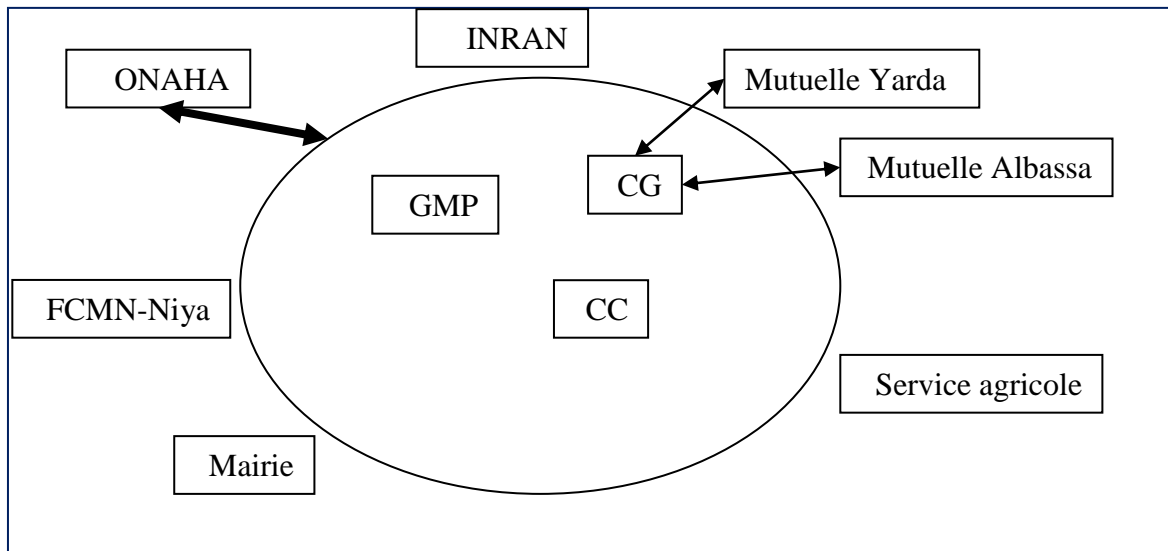 INRAN
ONAHA
Mutuelle Yarda
Mutuelle Albassa
CG
GMP
FCMN-Niya
CC
Service agricole
Mairie